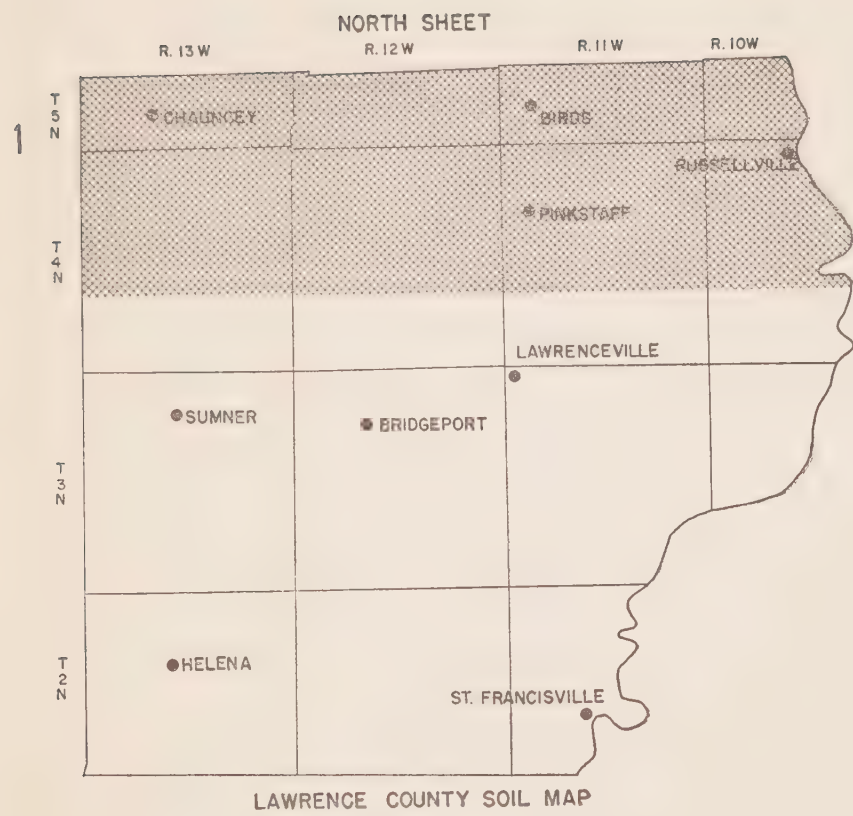 NORTH SHEET
R. 13 W R. 12 W R. 11 W R. 10 W
T 5 N
1
CHAUNCEY
BIRDS
RUSSELLVILLE
PINKSTAFF
T 4 N
LAWRENCEVILLE
SUMNER
BRIDGEPORT
T 3 N
HELENA
T 2 N
ST. FRANCISVILLE
LAWRENCE COUNTY SOIL MAP